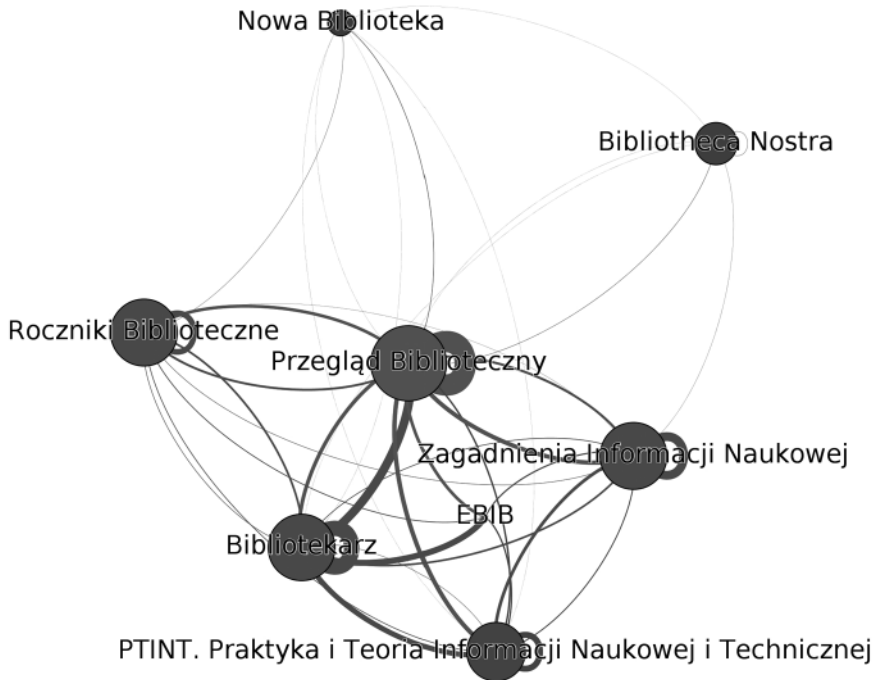 Nowa Biblioteka
Bibliotheca Nostra
Roczniki Biblioteczne
Przegląd Biblioteczny
Zagadnienia Informacji Naukowej
EBIB
Bibliotekarz
PTINT. Praktyka i Teoria Informacji Naukowej i Technicznej